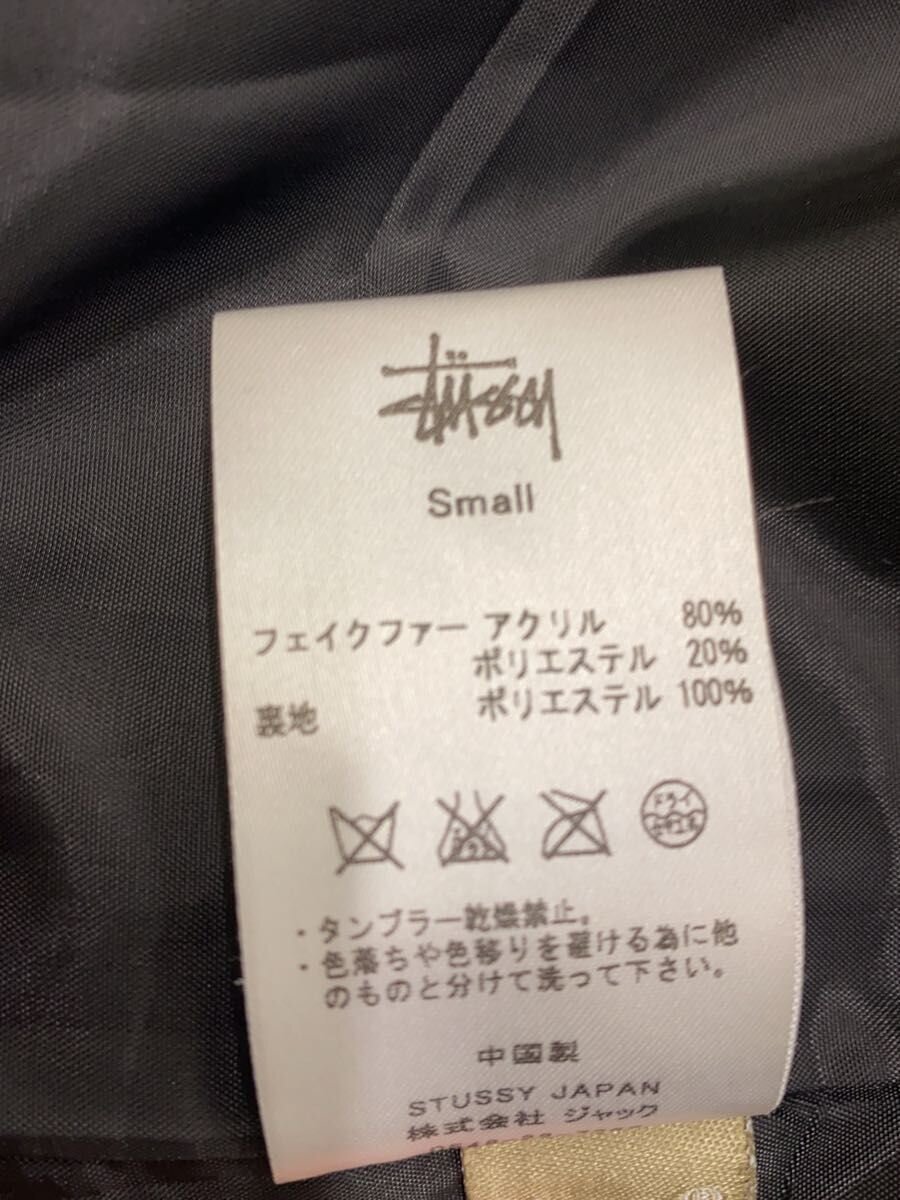 Stüssy
Small
フェイクファー アクリル 80%
ポリエステル 20%
裏地 ポリエステル 100%
ドライ
・タンブラー乾燥禁止。
・色落ちや色移りを避ける為に他
のものと分けて洗って下さい。
中国製
STUSSY JAPAN
株式会社 ジャック